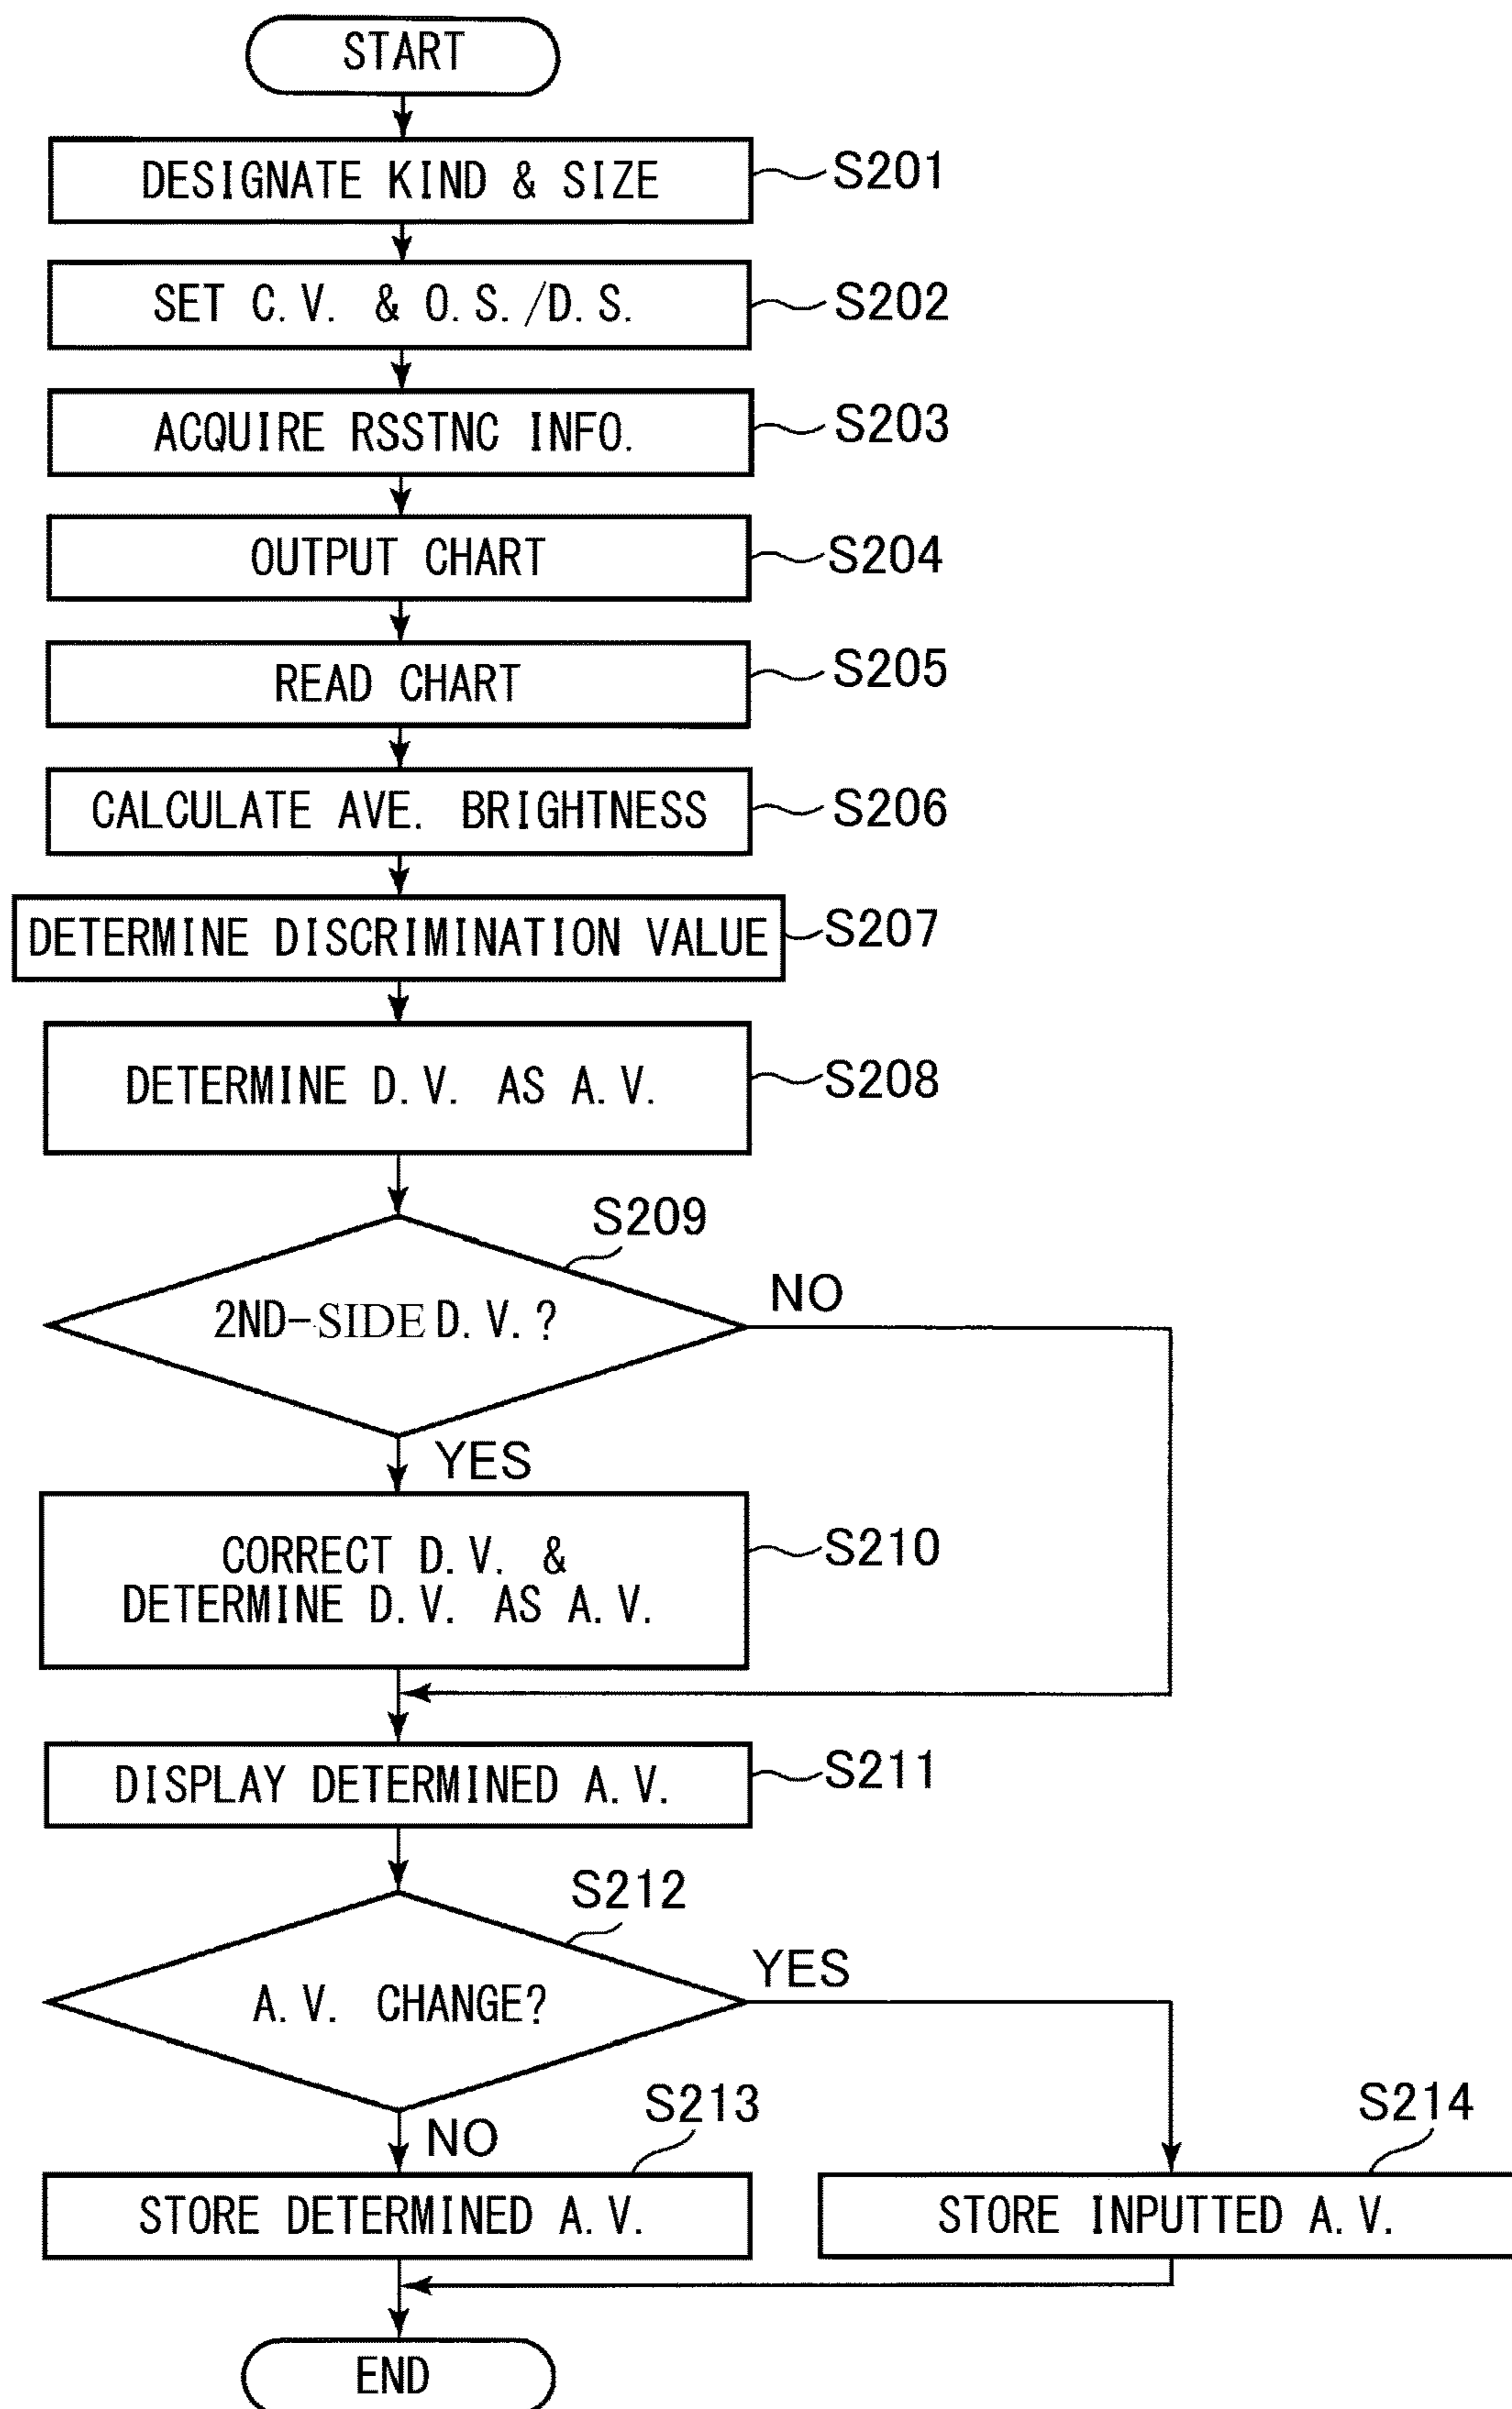 START
DESIGNATE KIND & SIZE
S201
SET C.V. & O.S./D.S.
S202
ACQUIRE RSSTNC INFO.
S203
OUTPUT CHART
S204
READ CHART
S205
CALCULATE AVE. BRIGHTNESS
S206
DETERMINE DISCRIMINATION VALUE
S207
DETERMINE D.V. AS A.V.
S208
S209
2ND-SIDE D.V.?
NO
YES
CORRECT D.V. &
DETERMINE D.V. AS A.V.
S210
DISPLAY DETERMINED A.V.
S211
S212
A.V. CHANGE?
YES
NO
S213
S214
STORE DETERMINED A.V.
STORE INPUTTED A.V.
END